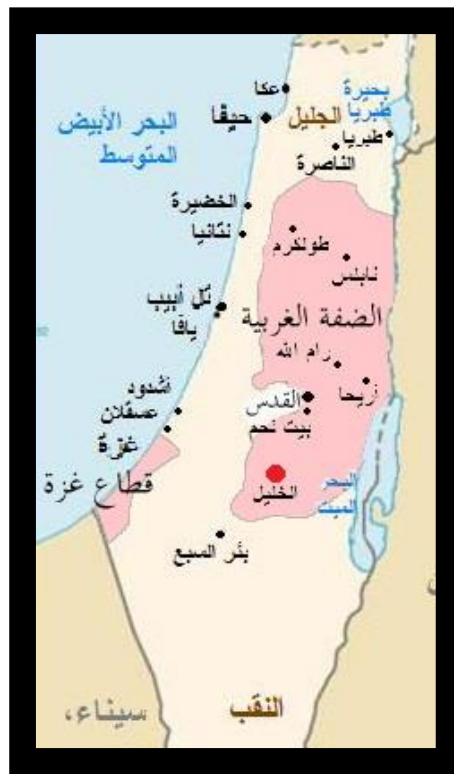 عكا
حيفا
الجليل
بحيرة
طبريا
طبريا
الناصرة
البحر الأبيض
المتوسط
الخضيرة
نتانيا
طولكرم
نابلس
تل أبيب
يافا
الضفة الغربية
رام الله
أريحا
القدس
بيت لحم
أشدود
عسقلان
غزة
قطاع غزة
الخليل
البحر
الميت
بئر السبع
النقب
سيناء،